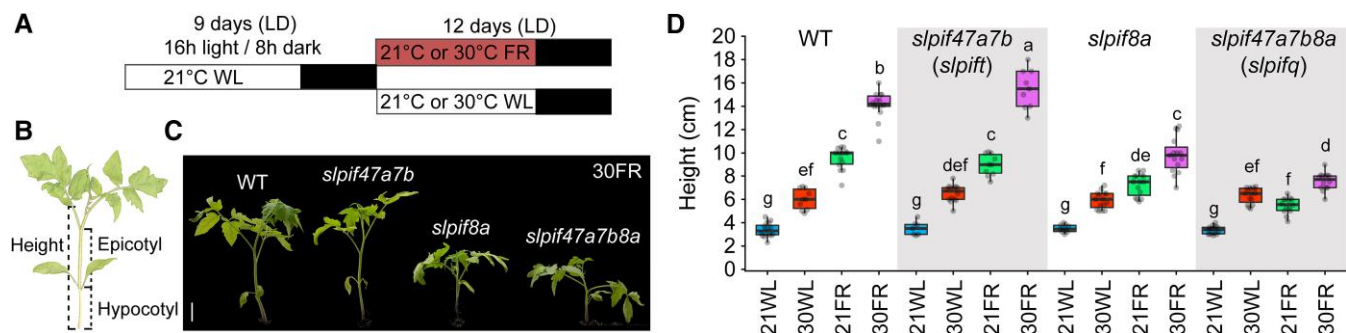 A
9 days (LD)
16h light / 8h dark
12 days (LD)
21°C WL
21°C or 30°C FR
21°C or 30°C WL
B
Height
Epicotyl
Hypocotyl
C
WT
slpif47a7b
slpif8a
slpif47a7b8a
30FR
D
WT
slpif47a7b
(slpift)
slpif8a
slpif47a7b8a
(slpifq)
Height (cm)
20
18
16
14
12
10
8
6
4
2
0
g
ef
c
b
g
def
c
a
g
f
de
c
g
ef
f
d
21WL
30WL
21FR
30FR
21WL
30WL
21FR
30FR
21WL
30WL
21FR
30FR
21WL
30WL
21FR
30FR